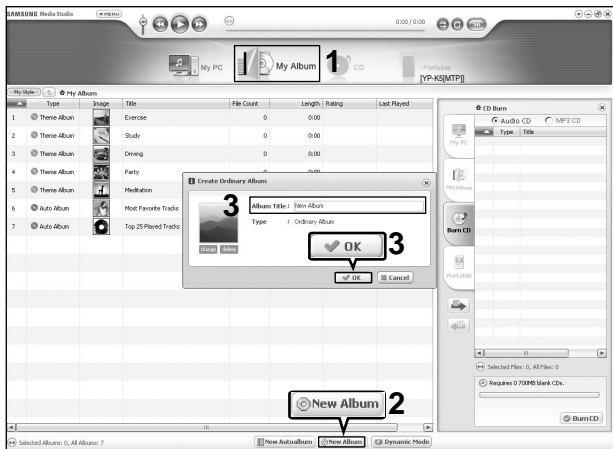 SAMSUNG Media Studio
MENU
0:00 / 0:00
My PC
My Album
1
CD
Portable
[YP-K5[MTP]]
My Style
My Album
Type Image Title File Count Length Rating Last Played
1 Theme Album Exercise 0 0:00
2 Theme Album Study 0 0:00
3 Theme Album Driving 0 0:00
4 Theme Album Party 0 0:00
5 Theme Album Meditation
6 Auto Album Most Favorite Tracks
7 Auto Album Top 25 Played Tracks
Create Ordinary Album
3
Album Title : New Album
Type : Ordinary Album
change delete
OK
3
OK
Cancel
CD Burn
Audio CD MP3 CD
Type Title
My PC
MY Album
Burn CD
Portable
Selected Files: 0, All Files: 0
Requires 0 700MB blank CDs.
Burn CD
New Album
2
Selected Albums: 0, All Albums: 7
New Autoalbum
New Album
Dynamic Mode